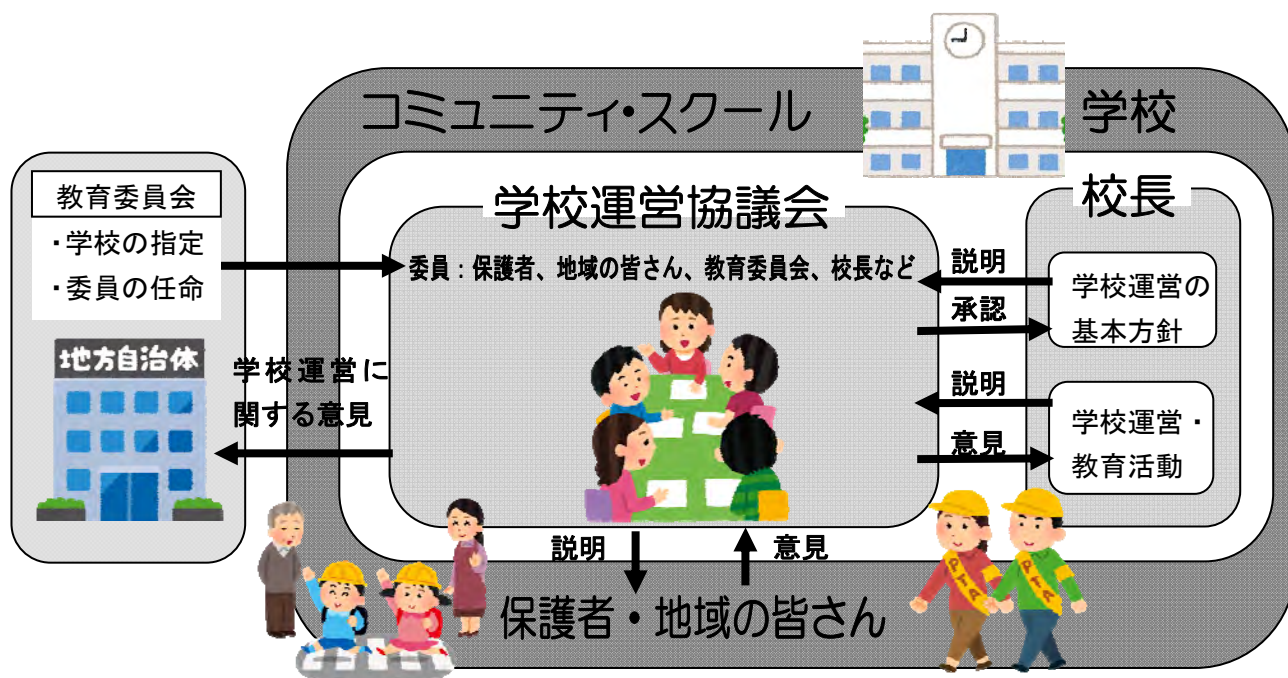 コミュニティ・スクール
学校
教育委員会
・学校の指定
・委員の任命
地方自治体
学校運営に
関する意見
学校運営協議会
委員：保護者、地域の皆さん、教育委員会、校長など
校長
説明
承認
学校運営の
基本方針
説明
意見
学校運営・
教育活動
説明
意見
保護者・地域の皆さん
PTA
PTA